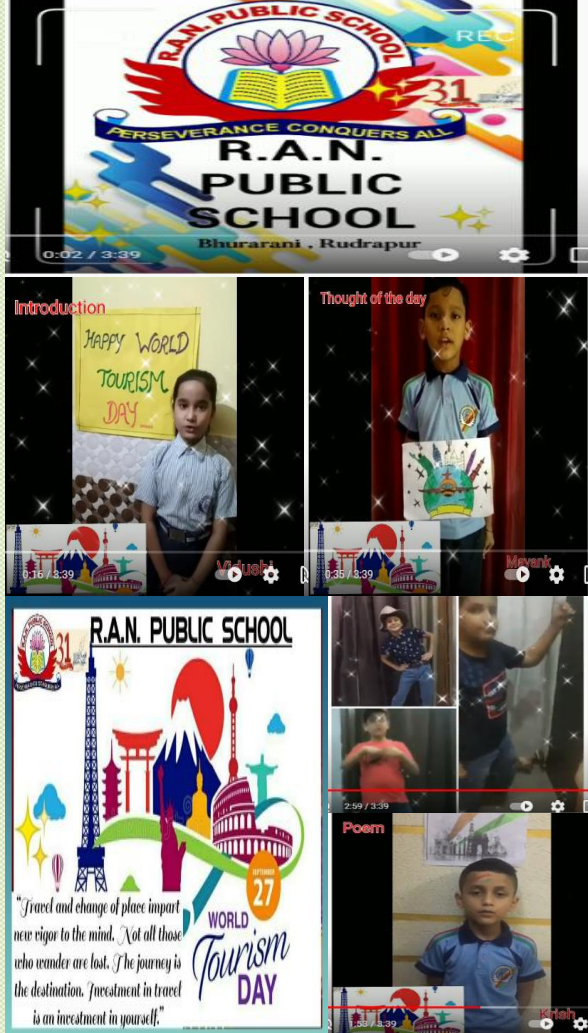 R.A.N. PUBLIC SCHOOL
PERSEVERANCE CONQUERS ALL
REC
31
R.A.N.
PUBLIC
SCHOOL
Bhurarani , Rudrapur
0:02 / 3:39
Introduction
HAPPY WORLD
TOURISM
DAY
Vidushi
0:16 / 3:39
Thought of the day
Mayank
0:35 / 3:39
31
R.A.N. PUBLIC SCHOOL
SEPTEMBER
27
WORLD
Tourism
DAY
"Travel and change of place impart
new vigor to the mind. Not all those
who wander are lost. The journey is
the destination. Investment in travel
is an investment in yourself."
2:59 / 3:39
Poem
Krish
1:53 / 3:39